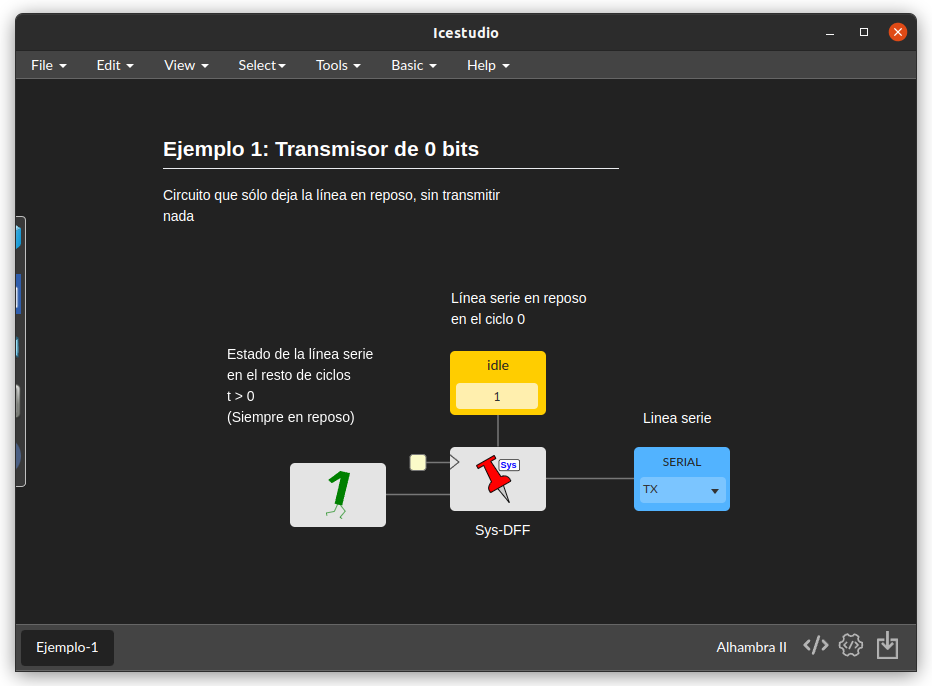 Icestudio
File Edit View Select Tools Basic Help
Ejemplo 1: Transmisor de 0 bits
Circuito que sólo deja la línea en reposo, sin transmitir
nada
Línea serie en reposo
en el ciclo 0
Estado de la línea serie
en el resto de ciclos
t > 0
(Siempre en reposo)
idle
1
Linea serie
1
Sys
SERIAL
TX
Sys-DFF
Ejemplo-1
Alhambra II